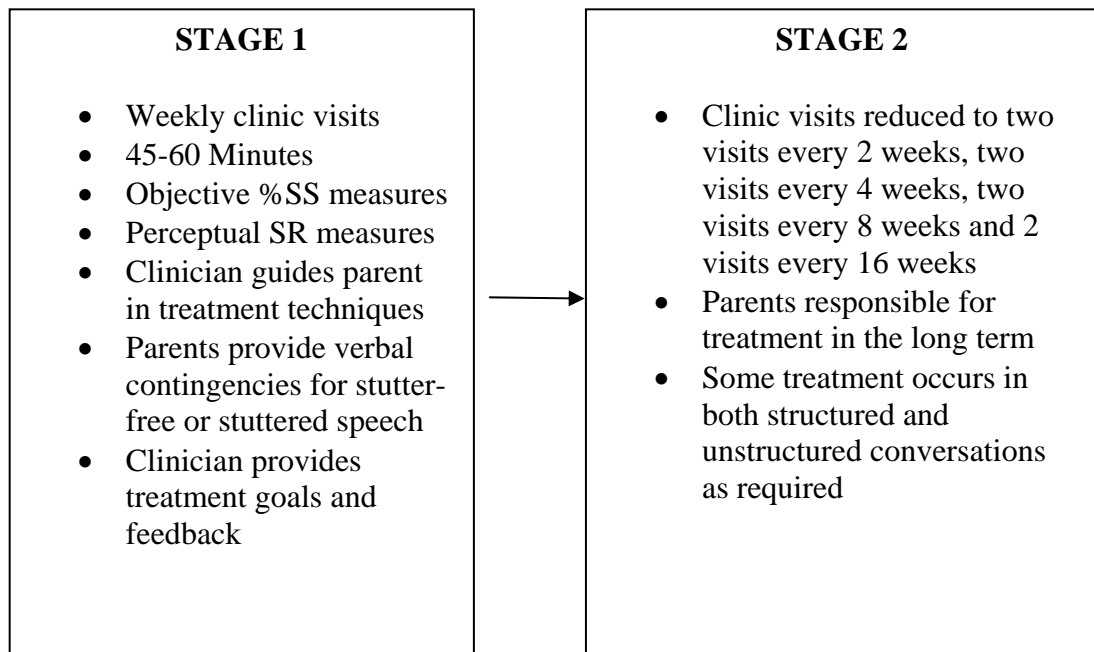 STAGE 1
• Weekly clinic visits
• 45-60 Minutes
• Objective %SS measures
• Perceptual SR measures
• Clinician guides parent
in treatment techniques
• Parents provide verbal
contingencies for stutter-
free or stuttered speech
• Clinician provides
treatment goals and
feedback
STAGE 2
• Clinic visits reduced to two
visits every 2 weeks, two
visits every 4 weeks, two
visits every 8 weeks and 2
visits every 16 weeks
• Parents responsible for
treatment in the long term
• Some treatment occurs in
both structured and
unstructured conversations
as required